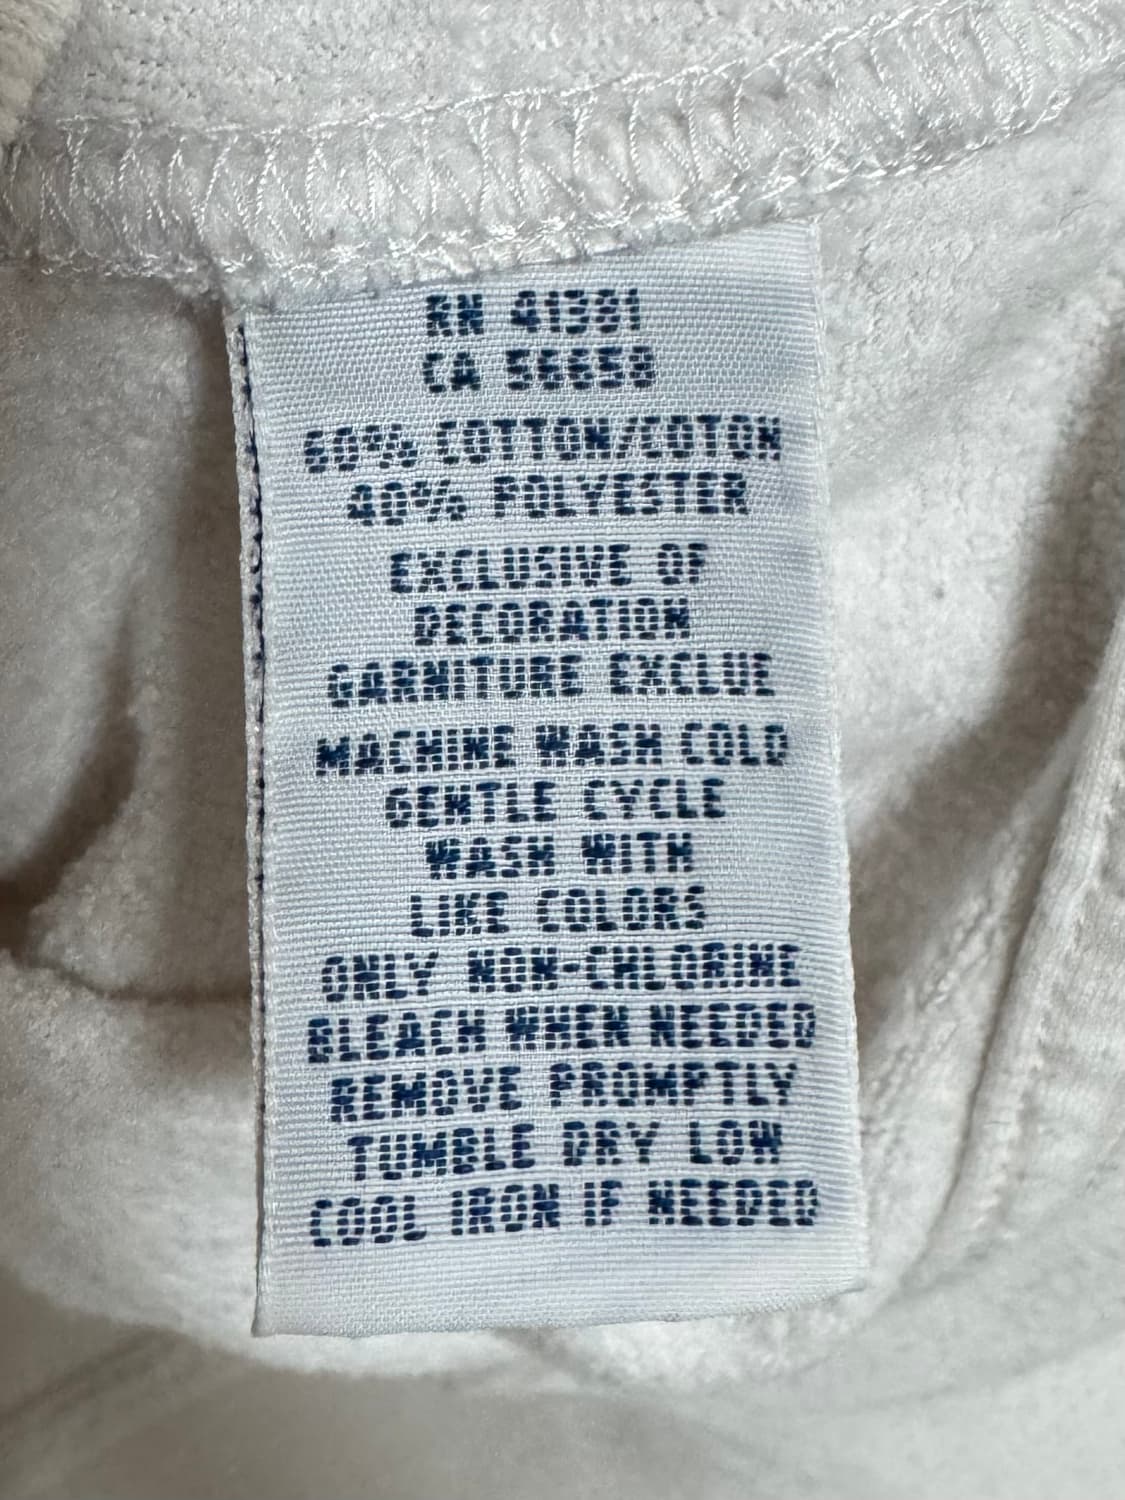 RN 41381
CA 56658
60% COTTON/COTON
40% POLYESTER
EXCLUSIVE OF
DECORATION
GARNITURE EXCLUE
MACHINE WASH COLD
GENTLE CYCLE
WASH WITH
LIKE COLORS
ONLY NON-CHLORINE
BLEACH WHEN NEEDED
REMOVE PROMPTLY
TUMBLE DRY LOW
COOL IRON IF NEEDED